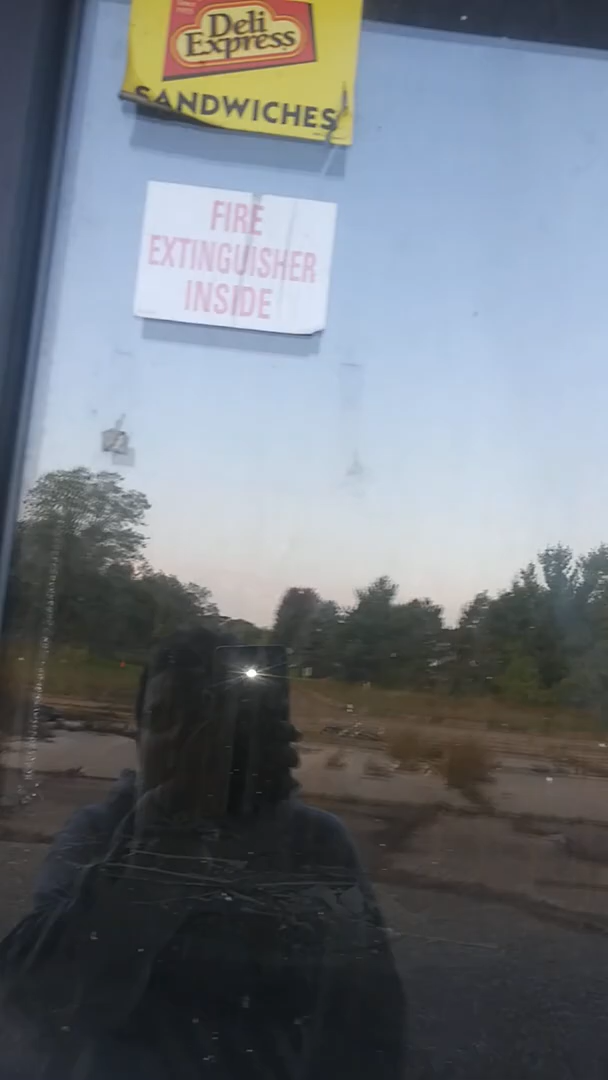 Deli
Express
SANDWICHES
FIRE
EXTINGUISHER
INSIDE